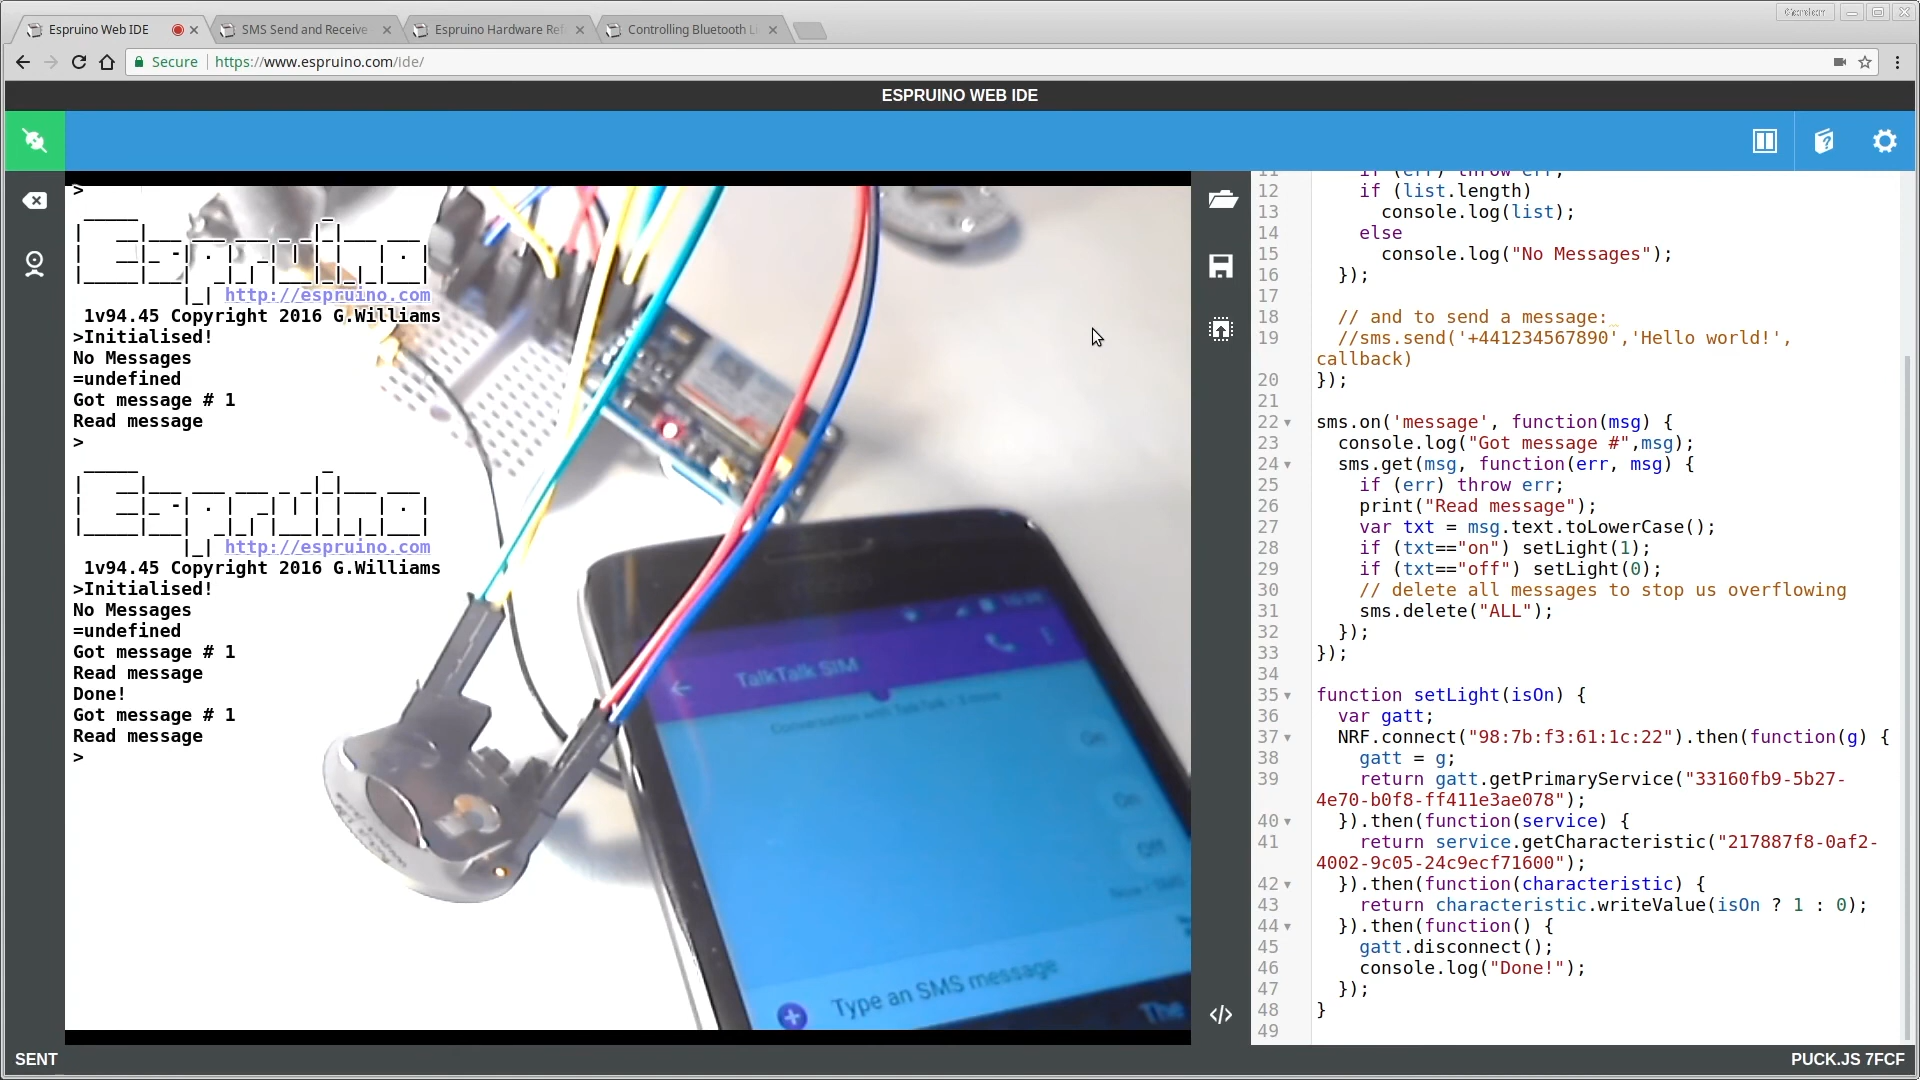 Espruino Web IDE
SMS Send and Receive
Espruino Hardware Ref
Controlling Bluetooth Li
Secure
https://www.espruino.com/ide/
ESPRUINO WEB IDE
>
http://espruino.com
1v94.45 Copyright 2016 G.Williams
>Initialised!
No Messages
=undefined
Got message # 1
Read message
>
http://espruino.com
1v94.45 Copyright 2016 G.Williams
>Initialised!
No Messages
=undefined
Got message # 1
Read message
Done!
Got message # 1
Read message
>
TalkTalk SIM
On
On
Off
Type an SMS message
The
11 if (err) throw err;
12 if (list.length)
13 console.log(list);
14 else
15 console.log("No Messages");
16 });
17
18 // and to send a message:
19 //sms.send('+441234567890','Hello world!',
callback)
20 });
21
22 sms.on('message', function(msg) {
23 console.log("Got message #",msg);
24 sms.get(msg, function(err, msg) {
25 if (err) throw err;
26 print("Read message");
27 var txt = msg.text.toLowerCase();
28 if (txt=="on") setLight(1);
29 if (txt=="off") setLight(0);
30 // delete all messages to stop us overflowing
31 sms.delete("ALL");
32 });
33 });
34
35 function setLight(isOn) {
36 var gatt;
37 NRF.connect("98:7b:f3:61:1c:22").then(function(g) {
38 gatt = g;
39 return gatt.getPrimaryService("33160fb9-5b27-
4e70-b0f8-ff411e3ae078");
40 }).then(function(service) {
41 return service.getCharacteristic("217887f8-0af2-
4002-9c05-24c9ecf71600");
42 }).then(function(characteristic) {
43 return characteristic.writeValue(isOn ? 1 : 0);
44 }).then(function() {
45 gatt.disconnect();
46 console.log("Done!");
47 });
48 }
49
SENT
PUCK.JS 7FCF